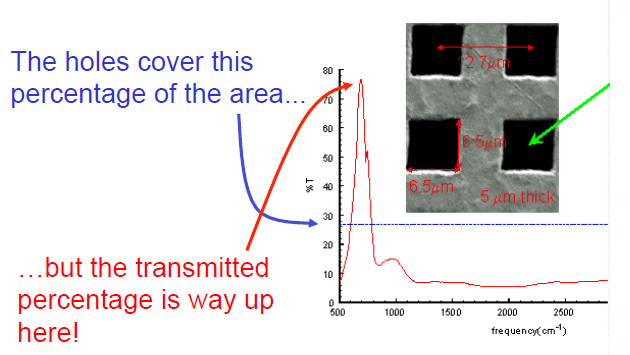 The holes cover this
percentage of the area...
…but the transmitted
percentage is way up
here!
12.7μm
6.5μm
6.5μm
5 μm thick
%T
80
70
60
50
40
30
20
10
0
500
1000
1500
2000
2500
frequency(cm⁻¹)